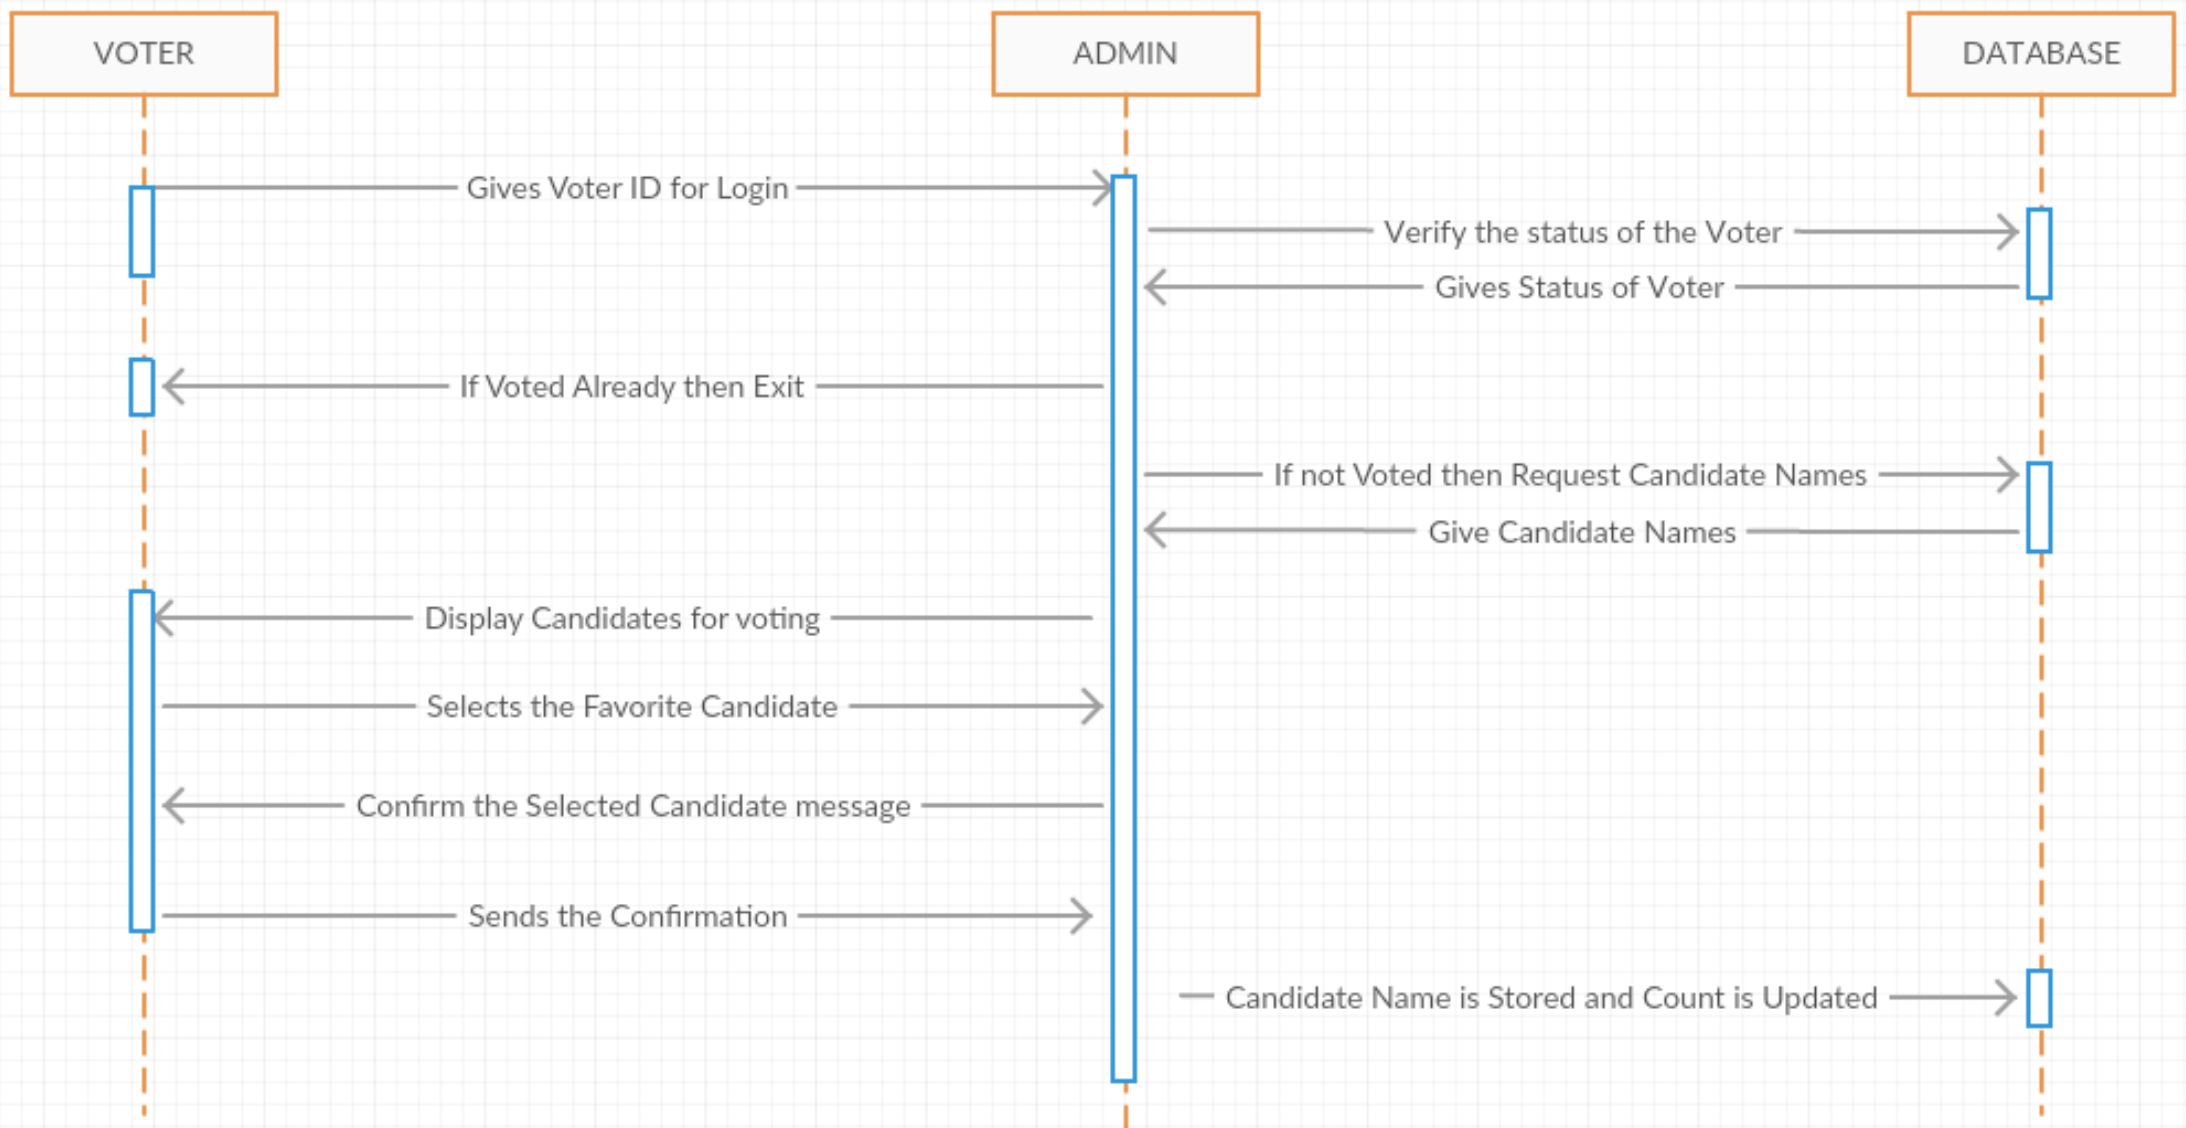 VOTER
ADMIN
DATABASE
Gives Voter ID for Login
Verify the status of the Voter
Gives Status of Voter
If Voted Already then Exit
If not Voted then Request Candidate Names
Give Candidate Names
Display Candidates for voting
Selects the Favorite Candidate
Confirm the Selected Candidate message
Sends the Confirmation
Candidate Name is Stored and Count is Updated